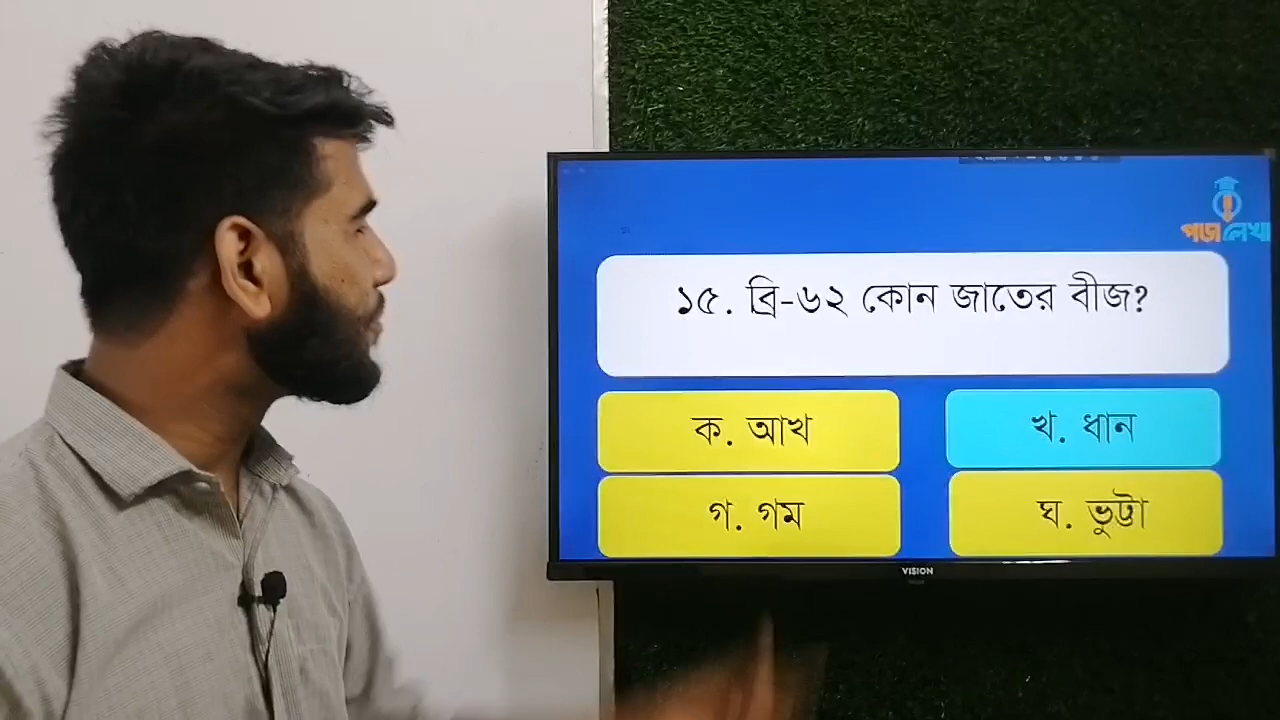 পড়ালেখা
১৫. ব্রি-৬২ কোন জাতের বীজ?
ক. আখ
খ. ধান
গ. গম
ঘ. ভুট্টা
VISION